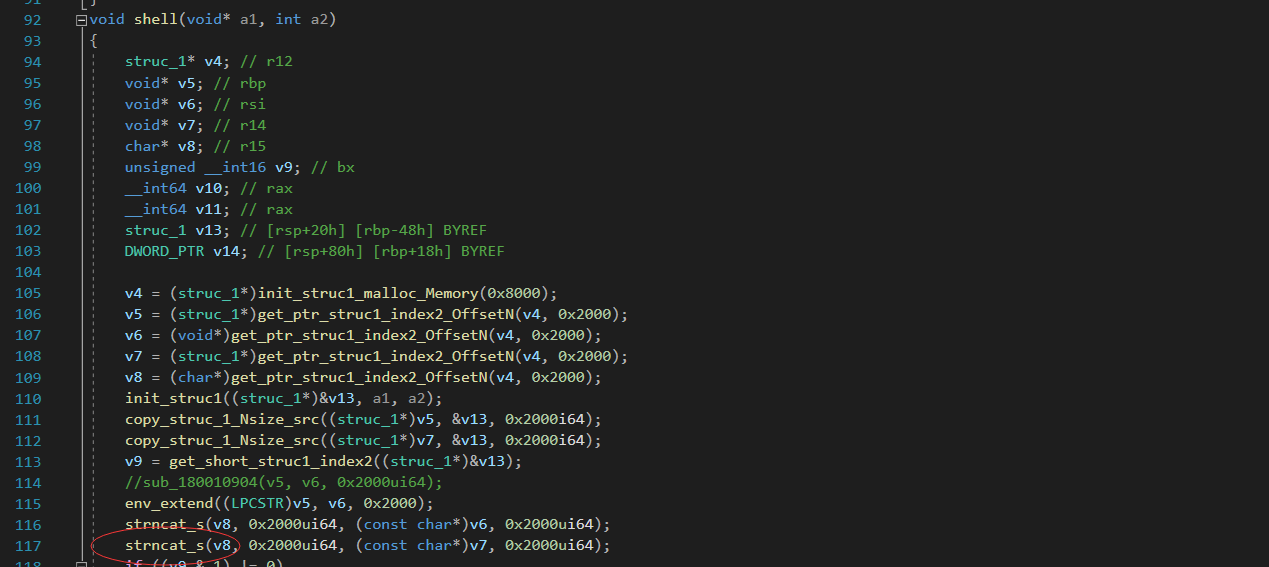 91 }
92 void shell(void* a1, int a2)
93 {
94 struc_1* v4; // r12
95 void* v5; // rbp
96 void* v6; // rsi
97 void* v7; // r14
98 char* v8; // r15
99 unsigned __int16 v9; // bx
100 __int64 v10; // rax
101 __int64 v11; // rax
102 struc_1 v13; // [rsp+20h] [rbp-48h] BYREF
103 DWORD_PTR v14; // [rsp+80h] [rbp+18h] BYREF
104
105 v4 = (struc_1*)init_struc1_malloc_Memory(0x8000);
106 v5 = (struc_1*)get_ptr_struc1_index2_OffsetN(v4, 0x2000);
107 v6 = (void*)get_ptr_struc1_index2_OffsetN(v4, 0x2000);
108 v7 = (struc_1*)get_ptr_struc1_index2_OffsetN(v4, 0x2000);
109 v8 = (char*)get_ptr_struc1_index2_OffsetN(v4, 0x2000);
110 init_struc1((struc_1*)&v13, a1, a2);
111 copy_struc_1_Nsize_src((struc_1*)v5, &v13, 0x2000i64);
112 copy_struc_1_Nsize_src((struc_1*)v7, &v13, 0x2000i64);
113 v9 = get_short_struc1_index2((struc_1*)&v13);
114 //sub_180010904(v5, v6, 0x2000ui64);
115 env_extend((LPCSTR)v5, v6, 0x2000);
116 strncat_s(v8, 0x2000ui64, (const char*)v6, 0x2000ui64);
117 strncat_s(v8, 0x2000ui64, (const char*)v7, 0x2000ui64);
118 if ((v9 & 1) != 0)